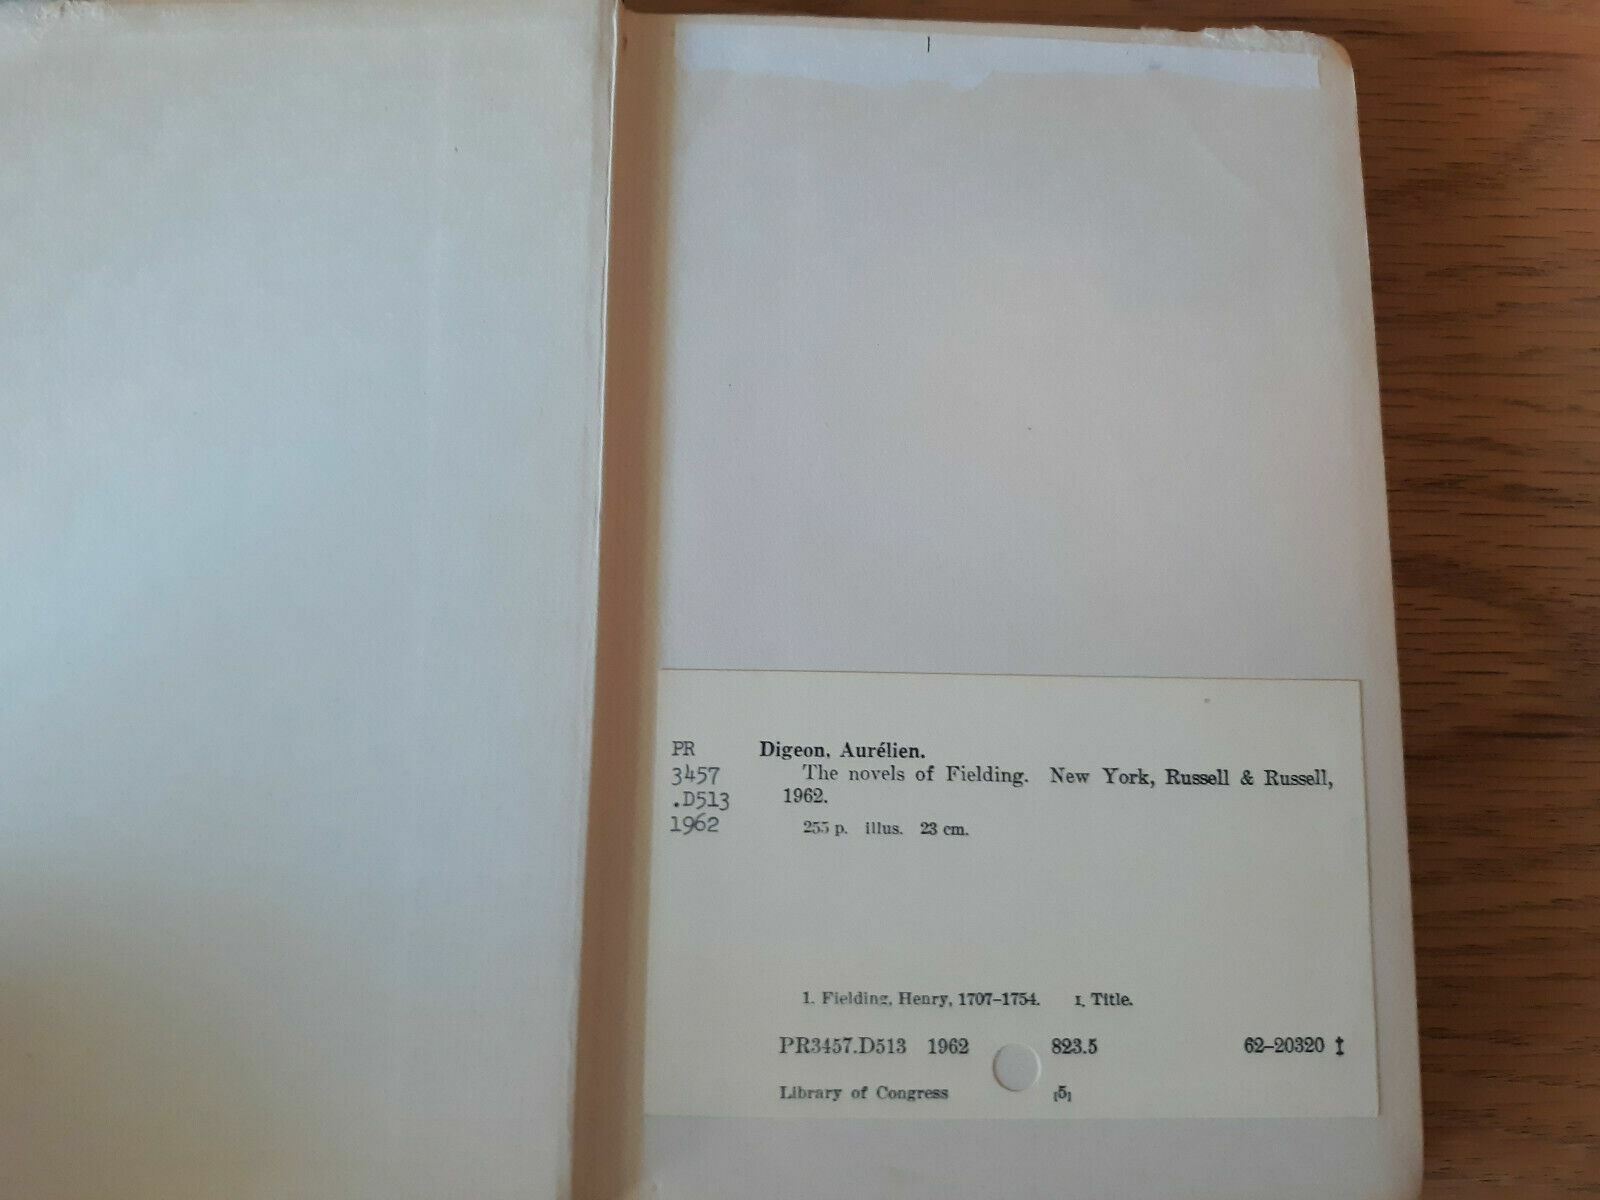 PR
3457
.D513
1962
Digeon, Aurélien.
The novels of Fielding. New York, Russell & Russell,
1962.
255 p. illus. 23 cm.
1. Fielding, Henry, 1707–1754. I. Title.
PR3457.D513 1962 823.5 62–20320 ‡
Library of Congress [5]